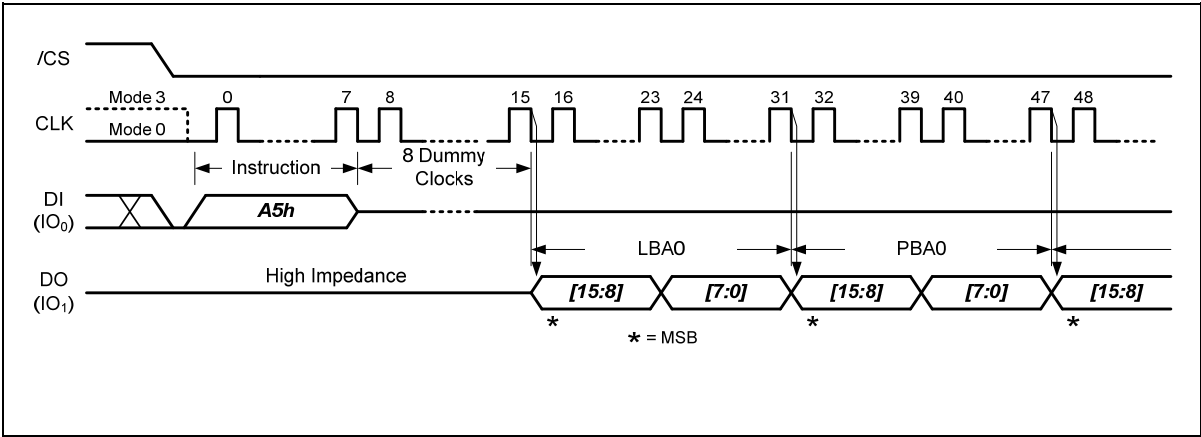 /CS
Mode 3
0 7 8 15 16 23 24 31 32 39 40 47 48
CLK
Mode 0
Instruction
8 Dummy
Clocks
DI
(IO0)
A5h
LBA0
PBA0
DO
(IO1)
High Impedance
[15:8] [7:0] [15:8] [7:0] [15:8]
* * *
* = MSB